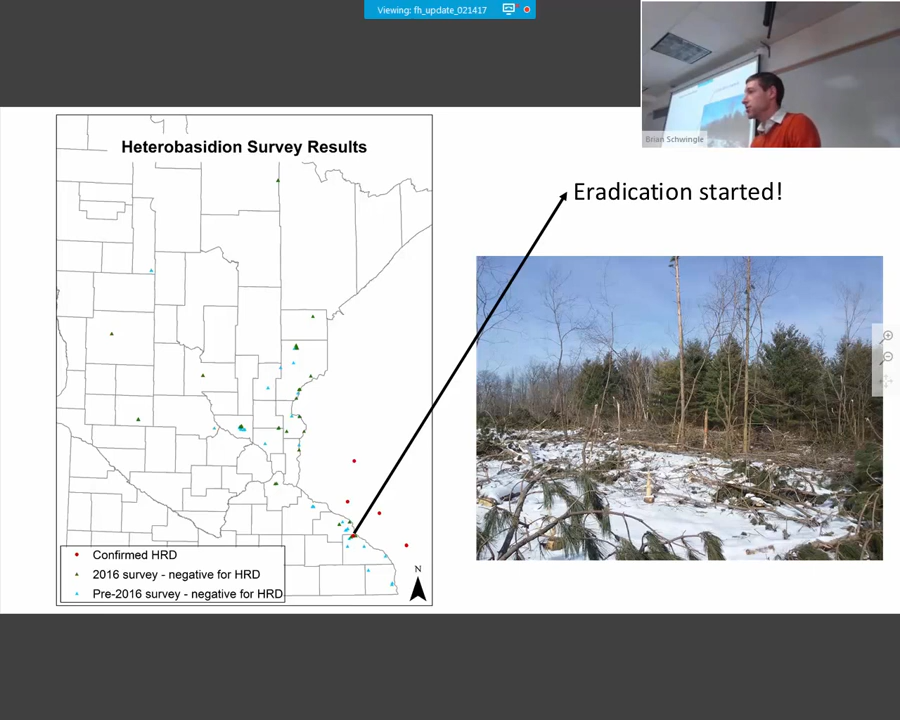 Viewing: fh_update_021417
Brian Schwingle
Heterobasidion Survey Results
Eradication started!
Confirmed HRD
2016 survey - negative for HRD
Pre-2016 survey - negative for HRD
N